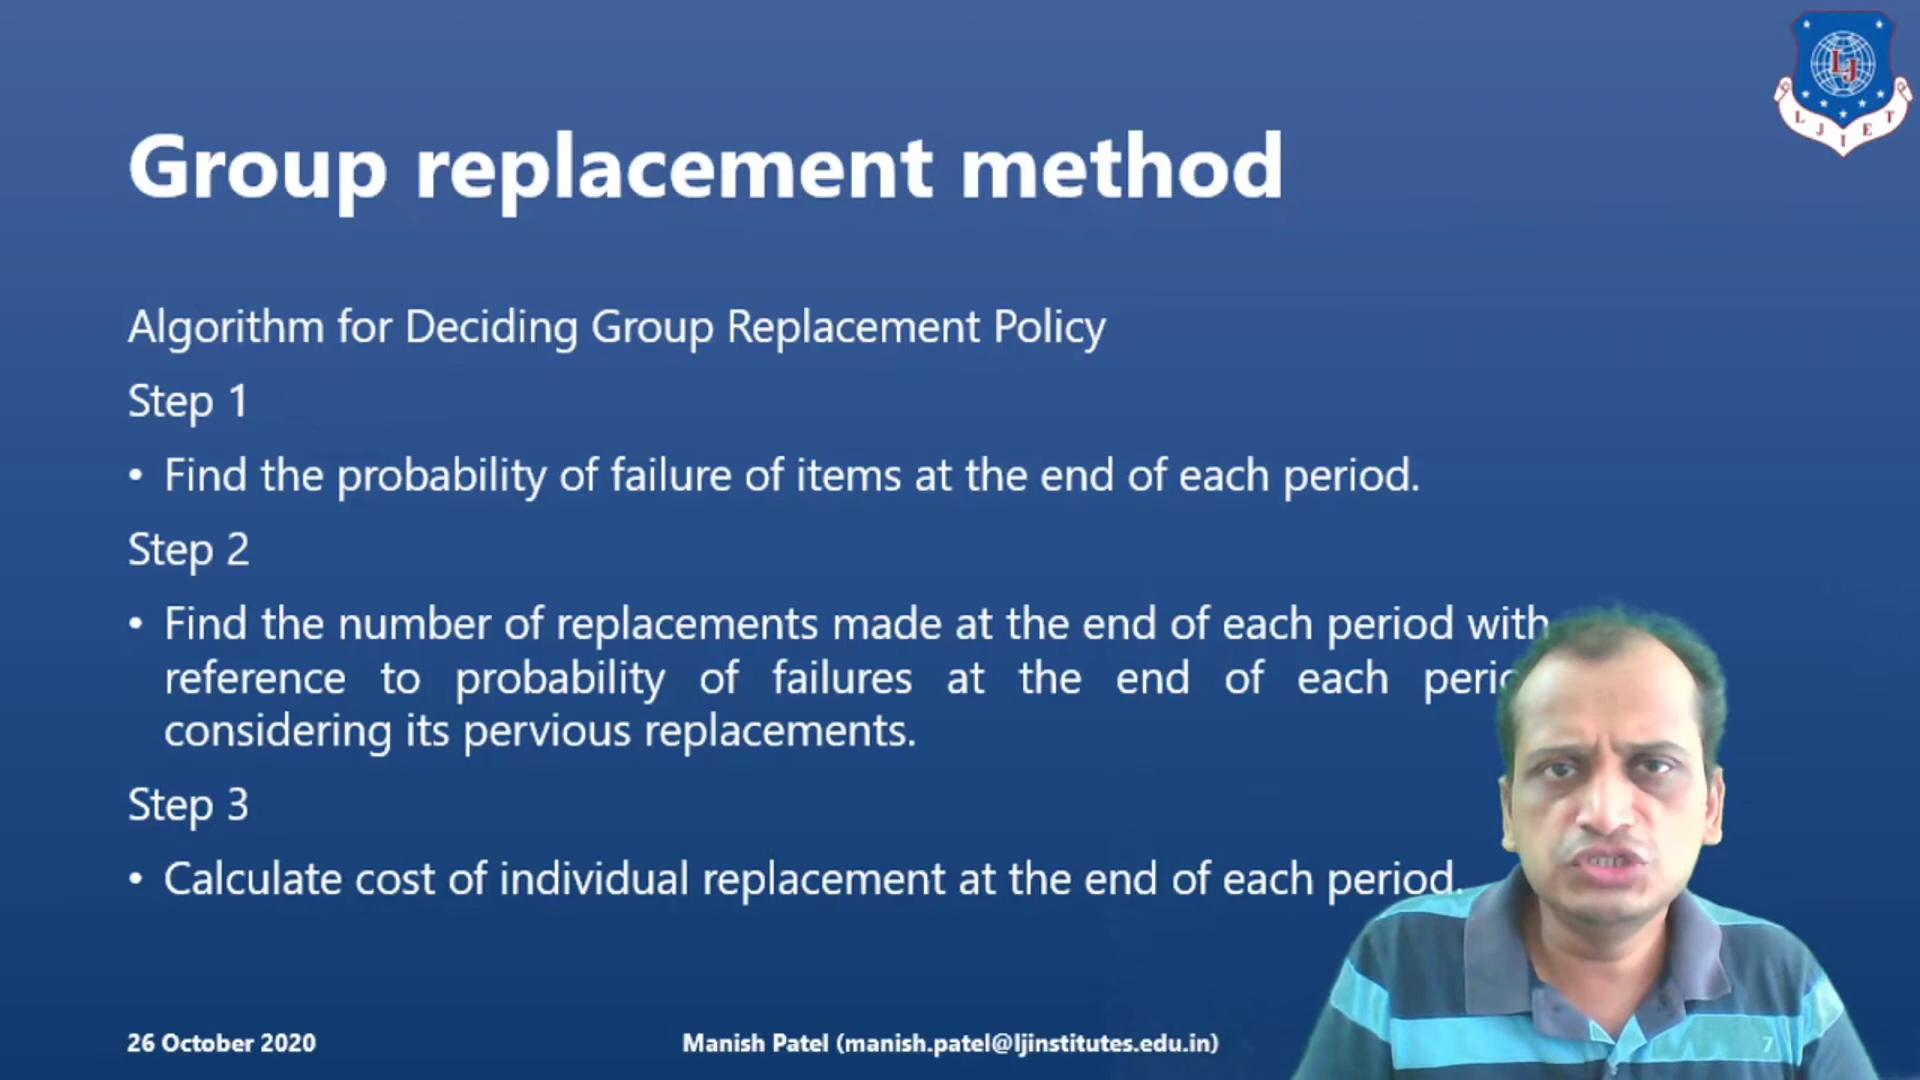 L J
L J I E T
Group replacement method
Algorithm for Deciding Group Replacement Policy
Step 1
• Find the probability of failure of items at the end of each period.
Step 2
• Find the number of replacements made at the end of each period with
reference to probability of failures at the end of each
considering its pervious replacements.
Step 3
• Calculate cost of individual replacement at the end of each period.
26 October 2020
Manish Patel (manish.patel@ljinstitutes.edu.in)
7